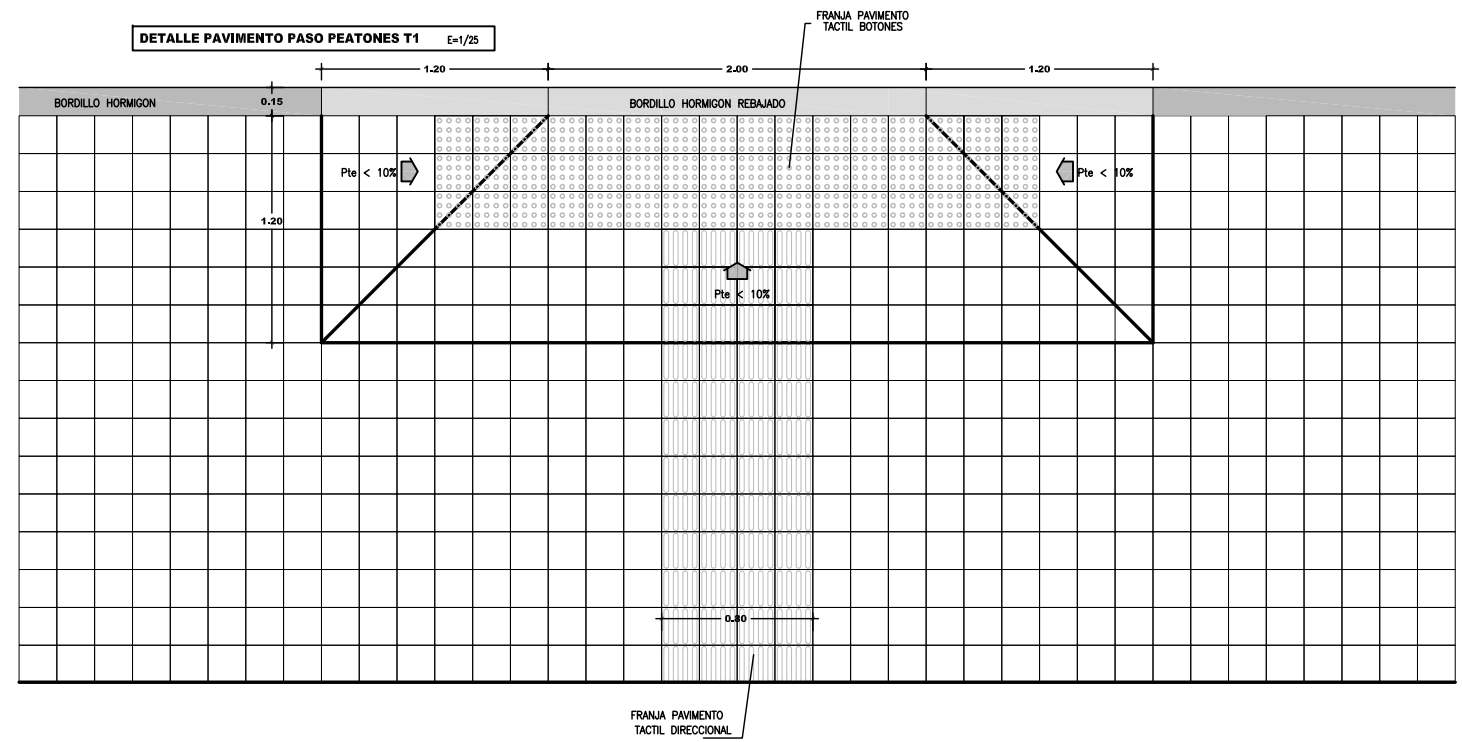 FRANJA PAVIMENTO
TACTIL BOTONES
DETALLE PAVIMENTO PASO PEATONES T1 E=1/25
1.20 2.00 1.20
BORDILLO HORMIGON 0.15 BORDILLO HORMIGON REBAJADO
Pte < 10% Pte < 10%
1.20
Pte < 10%
0.80
FRANJA PAVIMENTO
TACTIL DIRECCIONAL